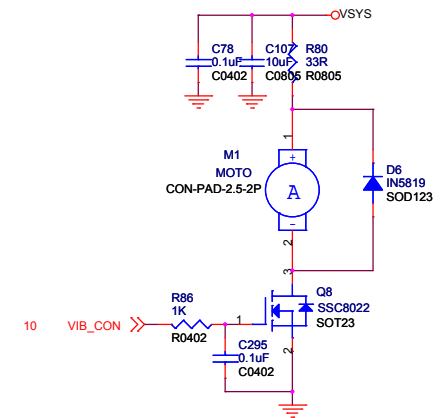 VSYS
C78
0.1uF
C0402
C107
10uF
C0805
R80
33R
R0805
1
M1
MOTO
CON-PAD-2.5-2P
+
A
-
D6
IN5819
SOD123
2
3
Q8
SSC8022
SOT23
R86
1K
R0402
1
10 VIB_CON
C295
0.1uF
C0402
2